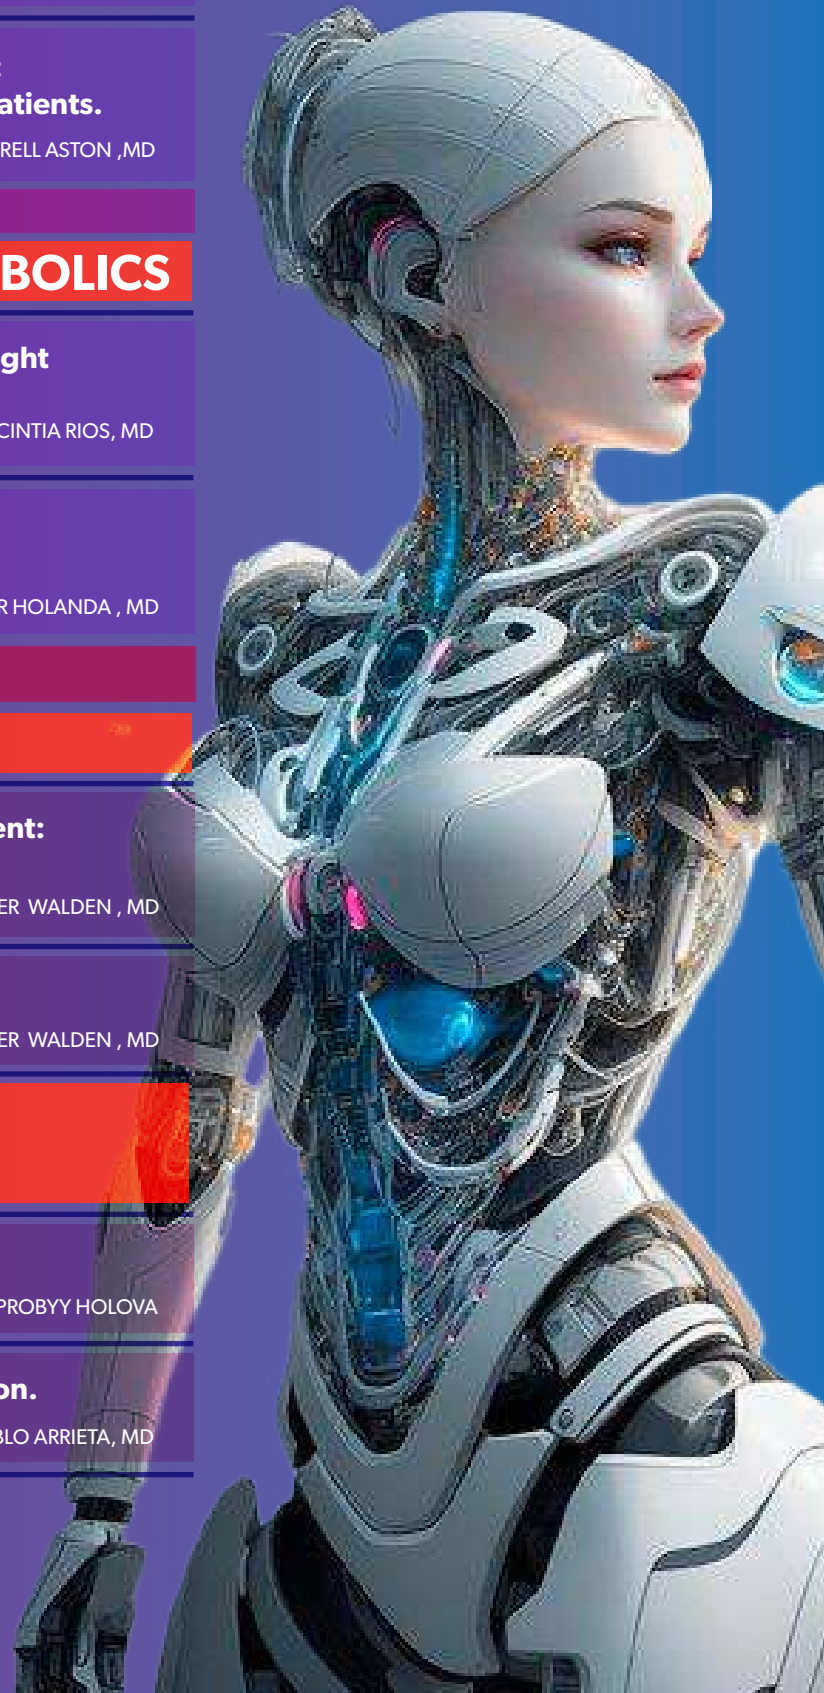 :
atients.
RELL ASTON ,MD
BOLICS
ght
CINTIA RIOS, MD
R HOLANDA , MD
ent:
ER WALDEN , MD
ER WALDEN , MD
PROBYY HOLOVA
on.
BLO ARRIETA, MD